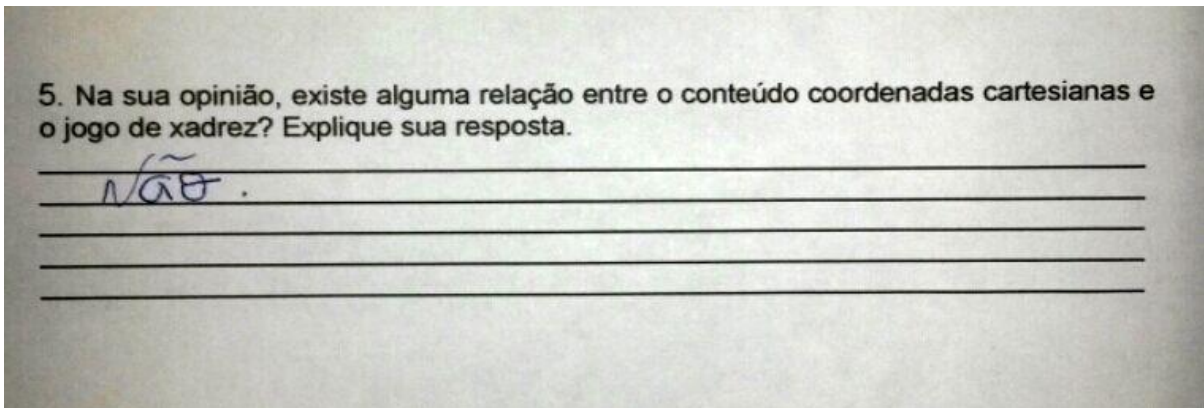 5. Na sua opinião, existe alguma relação entre o conteúdo coordenadas cartesianas e
o jogo de xadrez? Explique sua resposta.
Não.